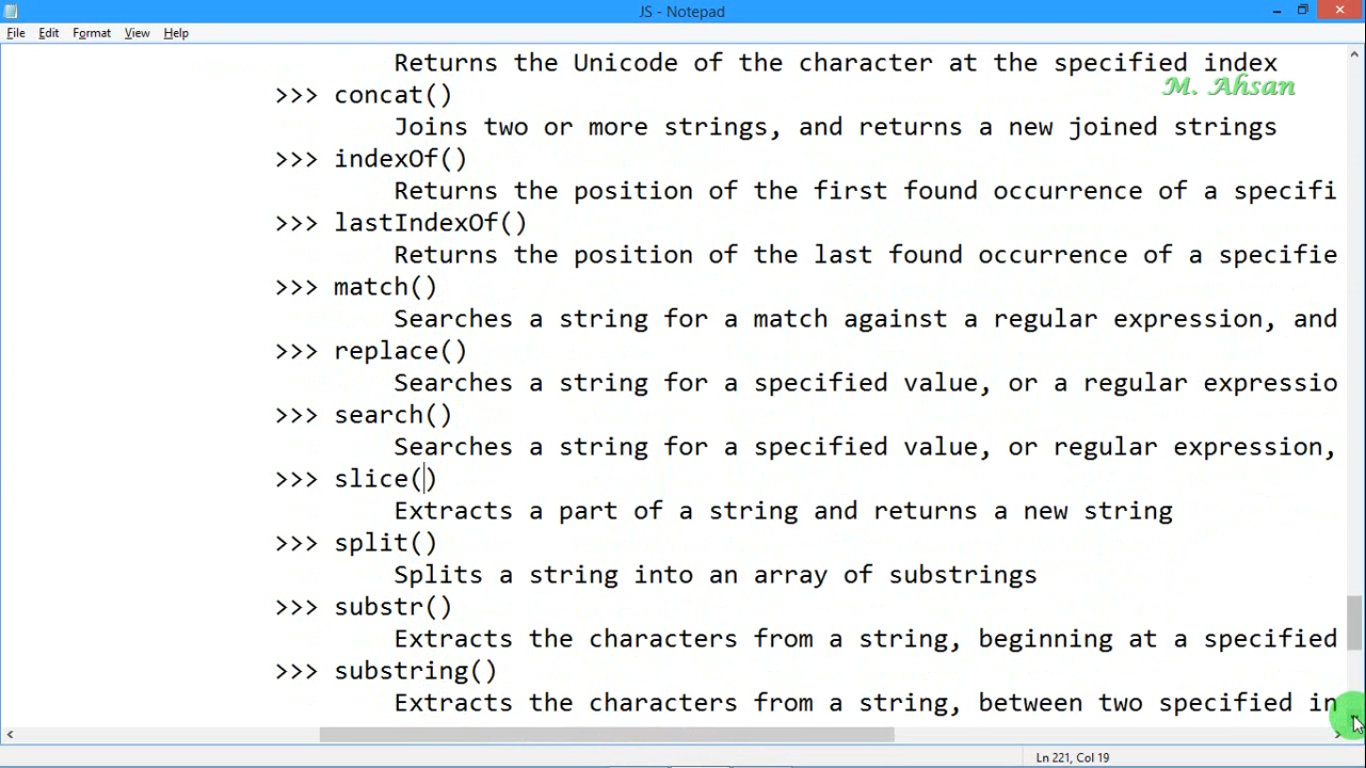 JS - Notepad
File Edit Format View Help
Returns the Unicode of the character at the specified index
M. Ahsan
>>> concat()
Joins two or more strings, and returns a new joined strings
>>> indexOf()
Returns the position of the first found occurrence of a specifi
>>> lastIndexOf()
Returns the position of the last found occurrence of a specifie
>>> match()
Searches a string for a match against a regular expression, and
>>> replace()
Searches a string for a specified value, or a regular expressio
>>> search()
Searches a string for a specified value, or regular expression,
>>> slice()
Extracts a part of a string and returns a new string
>>> split()
Splits a string into an array of substrings
>>> substr()
Extracts the characters from a string, beginning at a specified
>>> substring()
Extracts the characters from a string, between two specified in
Ln 221, Col 19